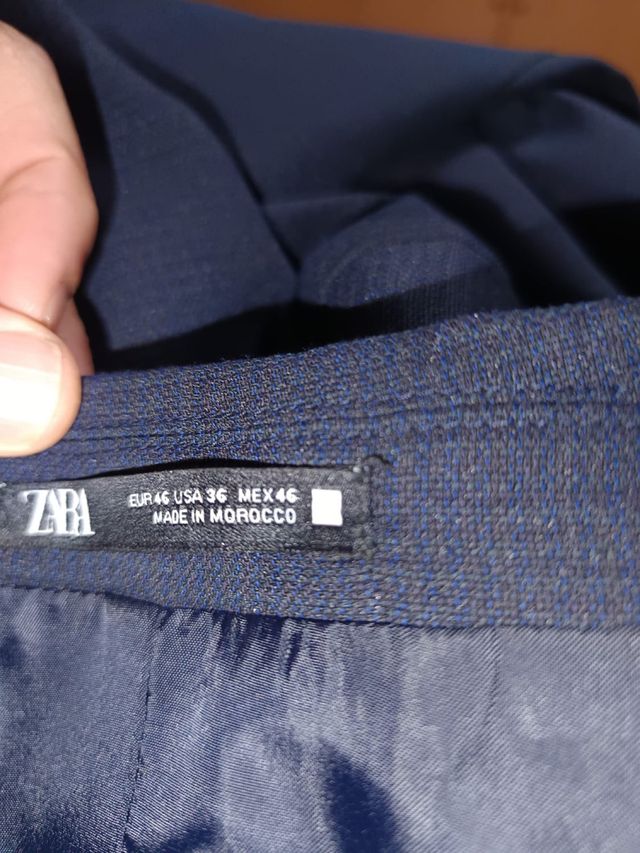 ZARA
EUR 46 USA 36 MEX 46
MADE IN MOROCCO